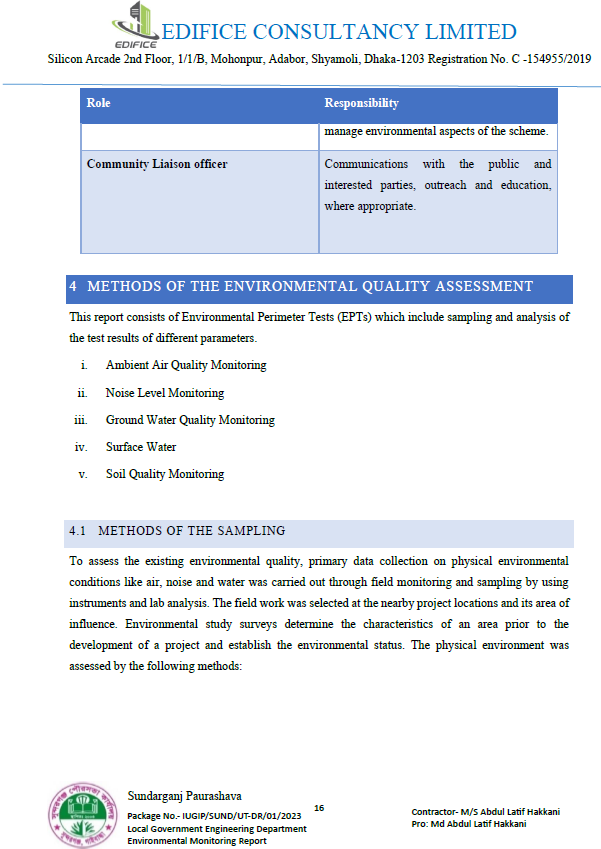 EDIFICE
EDIFICE CONSULTANCY LIMITED
Silicon Arcade 2nd Floor, 1/1/B, Mohonpur, Adabor, Shyamoli, Dhaka-1203 Registration No. C -154955/2019
Role Responsibility
manage environmental aspects of the scheme.
Community Liaison officer Communications with the public and
interested parties, outreach and education,
where appropriate.
4 METHODS OF THE ENVIRONMENTAL QUALITY ASSESSMENT
This report consists of Environmental Perimeter Tests (EPTs) which include sampling and analysis of
the test results of different parameters.
i. Ambient Air Quality Monitoring
ii. Noise Level Monitoring
iii. Ground Water Quality Monitoring
iv. Surface Water
v. Soil Quality Monitoring
4.1 METHODS OF THE SAMPLING
To assess the existing environmental quality, primary data collection on physical environmental
conditions like air, noise and water was carried out through field monitoring and sampling by using
instruments and lab analysis. The field work was selected at the nearby project locations and its area of
influence. Environmental study surveys determine the characteristics of an area prior to the
development of a project and establish the environmental status. The physical environment was
assessed by the following methods:
Sundarganj Paurashava
Package No.- IUGIP/SUND/UT-DR/01/2023
Local Government Engineering Department
Environmental Monitoring Report
16
Contractor- M/S Abdul Latif Hakkani
Pro: Md Abdul Latif Hakkani